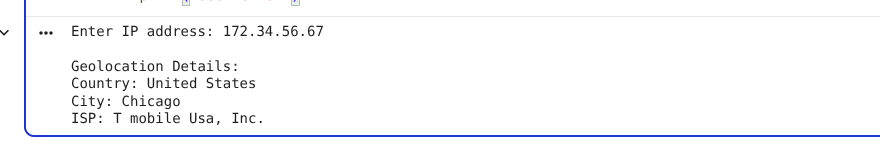 Enter IP address: 172.34.56.67
Geolocation Details:
Country: United States
City: Chicago
ISP: T mobile Usa, Inc.